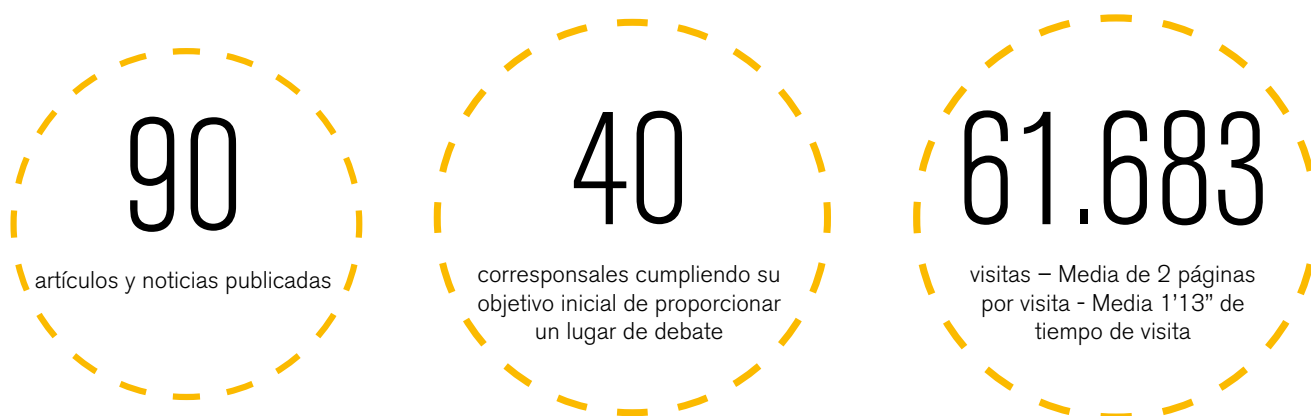 90
artículos y noticias publicadas
40
corresponsales cumpliendo su
objetivo inicial de proporcionar
un lugar de debate
61.683
visitas – Media de 2 páginas
por visita - Media 1'13” de
tiempo de visita